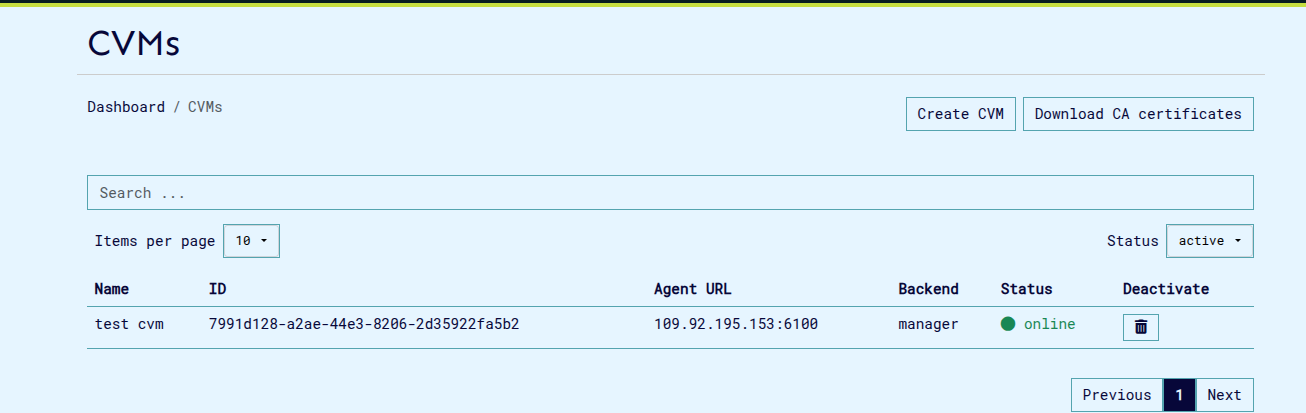 CVMs
Dashboard / CVMs
Create CVM Download CA certificates
Search ...
Items per page 10 Status active
Name ID Agent URL Backend Status Deactivate
test cvm 7991d128-a2ae-44e3-8206-2d35922fa5b2 109.92.195.153:6100 manager online
Previous 1 Next